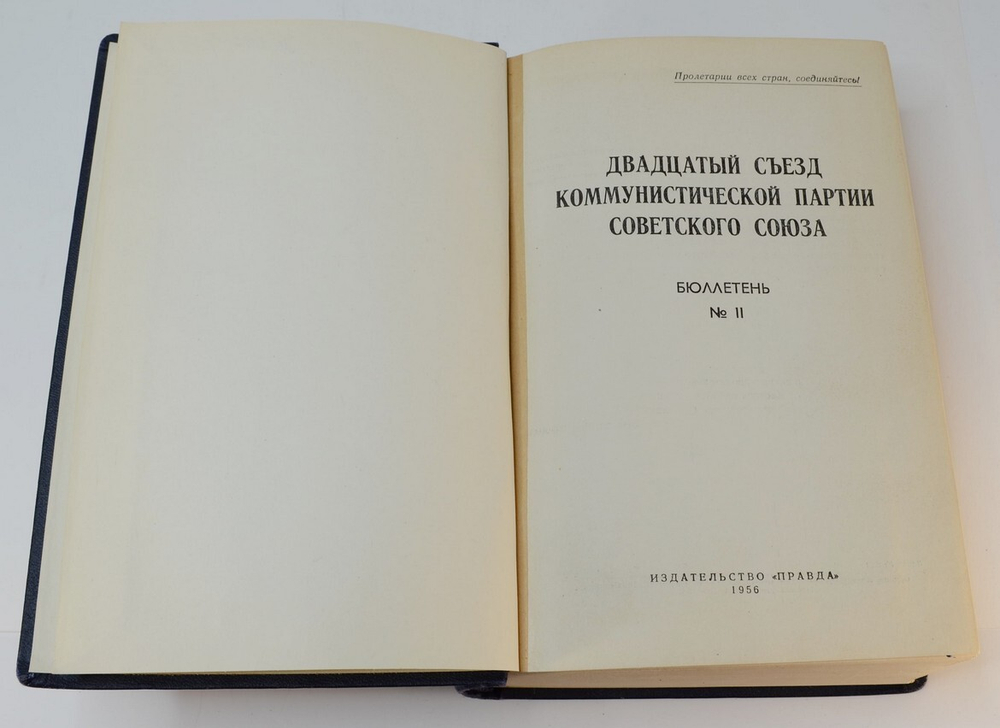 Пролетарии всех стран, соединяйтесь!
ДВАДЦАТЫЙ СЪЕЗД
КОММУНИСТИЧЕСКОЙ ПАРТИИ
СОВЕТСКОГО СОЮЗА
БЮЛЛЕТЕНЬ
№ 11
ИЗДАТЕЛЬСТВО «ПРАВДА»
1956